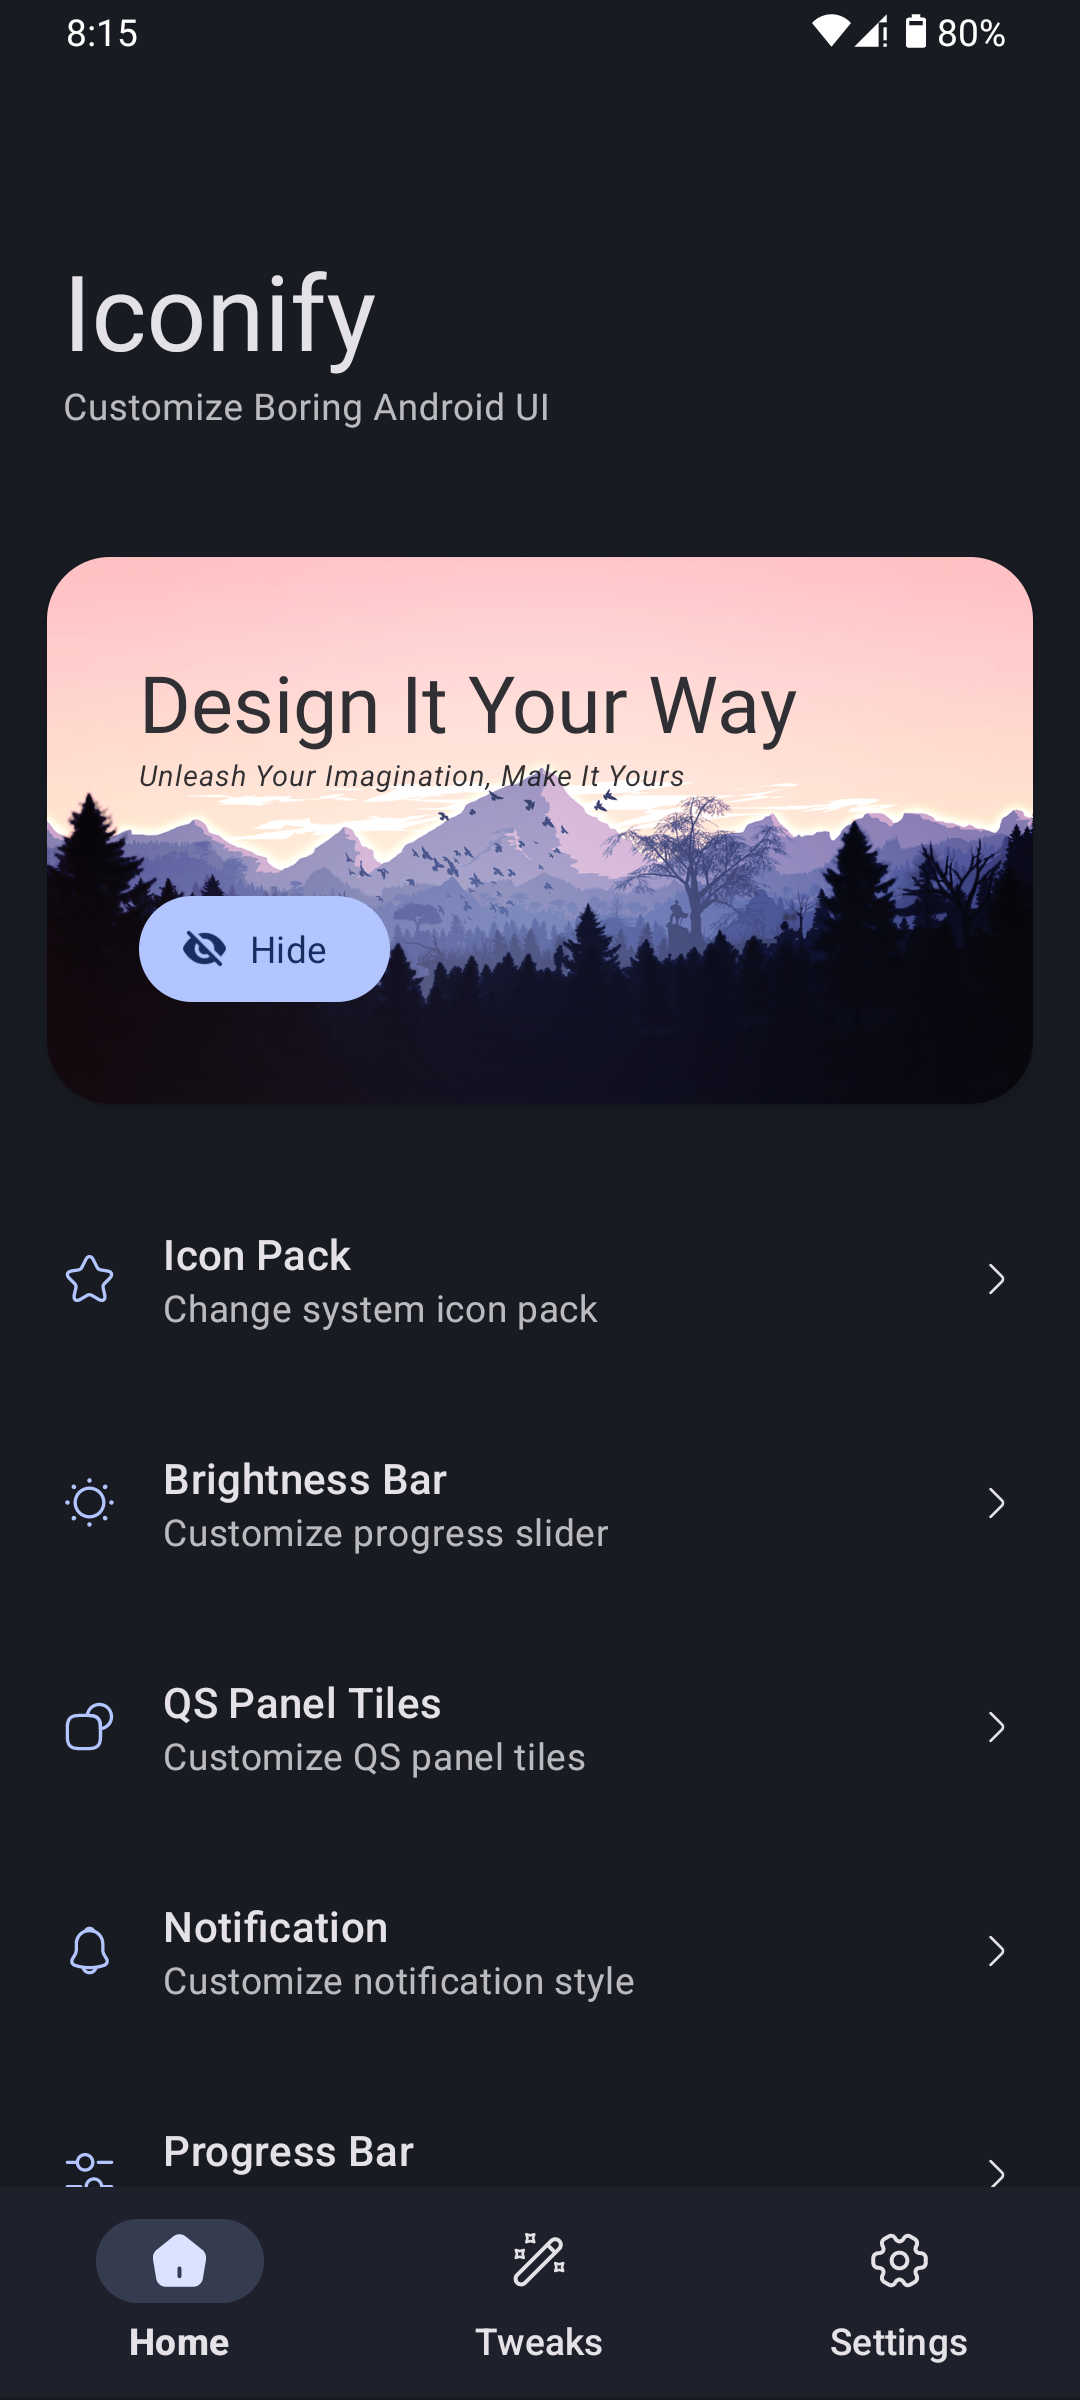 8:15
80%
Iconify
Customize Boring Android UI
Design It Your Way
Unleash Your Imagination, Make It Yours
Hide
Icon Pack
Change system icon pack
Brightness Bar
Customize progress slider
QS Panel Tiles
Customize QS panel tiles
Notification
Customize notification style
Progress Bar
Home
Tweaks
Settings